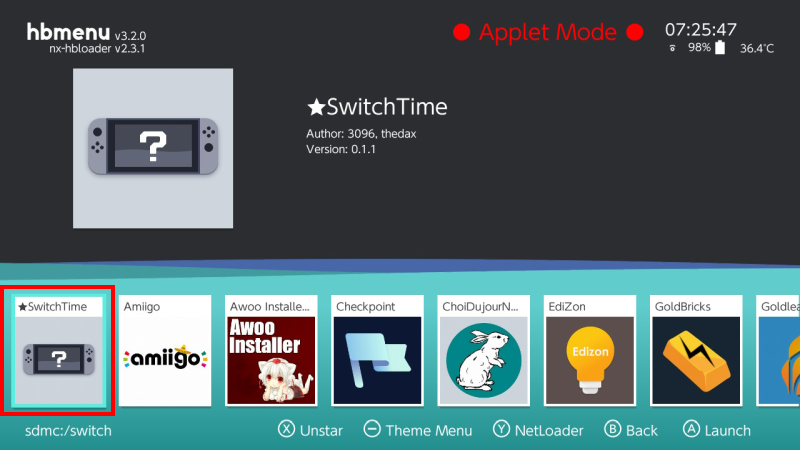 hbmenu v3.2.0
nx-hbloader v2.3.1
Applet Mode
07:25:47
98% 36.4°C
?
★SwitchTime
Author: 3096, thedax
Version: 0.1.1
★SwitchTime
Amiigo
Awoo Installe...
Checkpoint
ChoiDujourN...
EdiZon
GoldBricks
Goldlea
?
amiigo
Awoo
Installer
Edizon
sdmc:/switch
X Unstar
− Theme Menu
Y NetLoader
B Back
A Launch